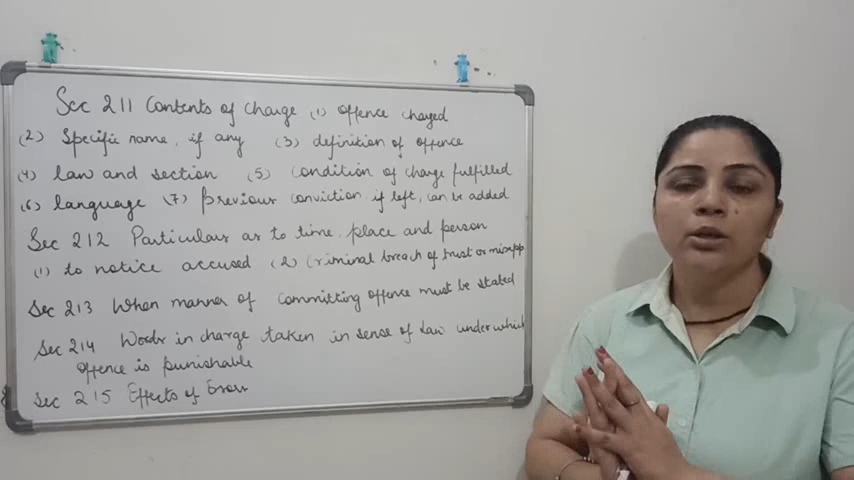 Sec 211 Contents of charge (1) Offence charged
(2) Specific name, if any (3) definition of offence
(4) law and section (5) condition of charge fulfilled
(6) language (7) Previous conviction, if left, can be added
Sec 212 Particulars as to time, place and person
(1) to notice accused (2) Criminal breach of trust or misapp
Sec 213 When manner of committing offence must be stated
Sec 214 Words in charge taken in sense of law under which
offence is punishable
Sec 215 Effects of Error